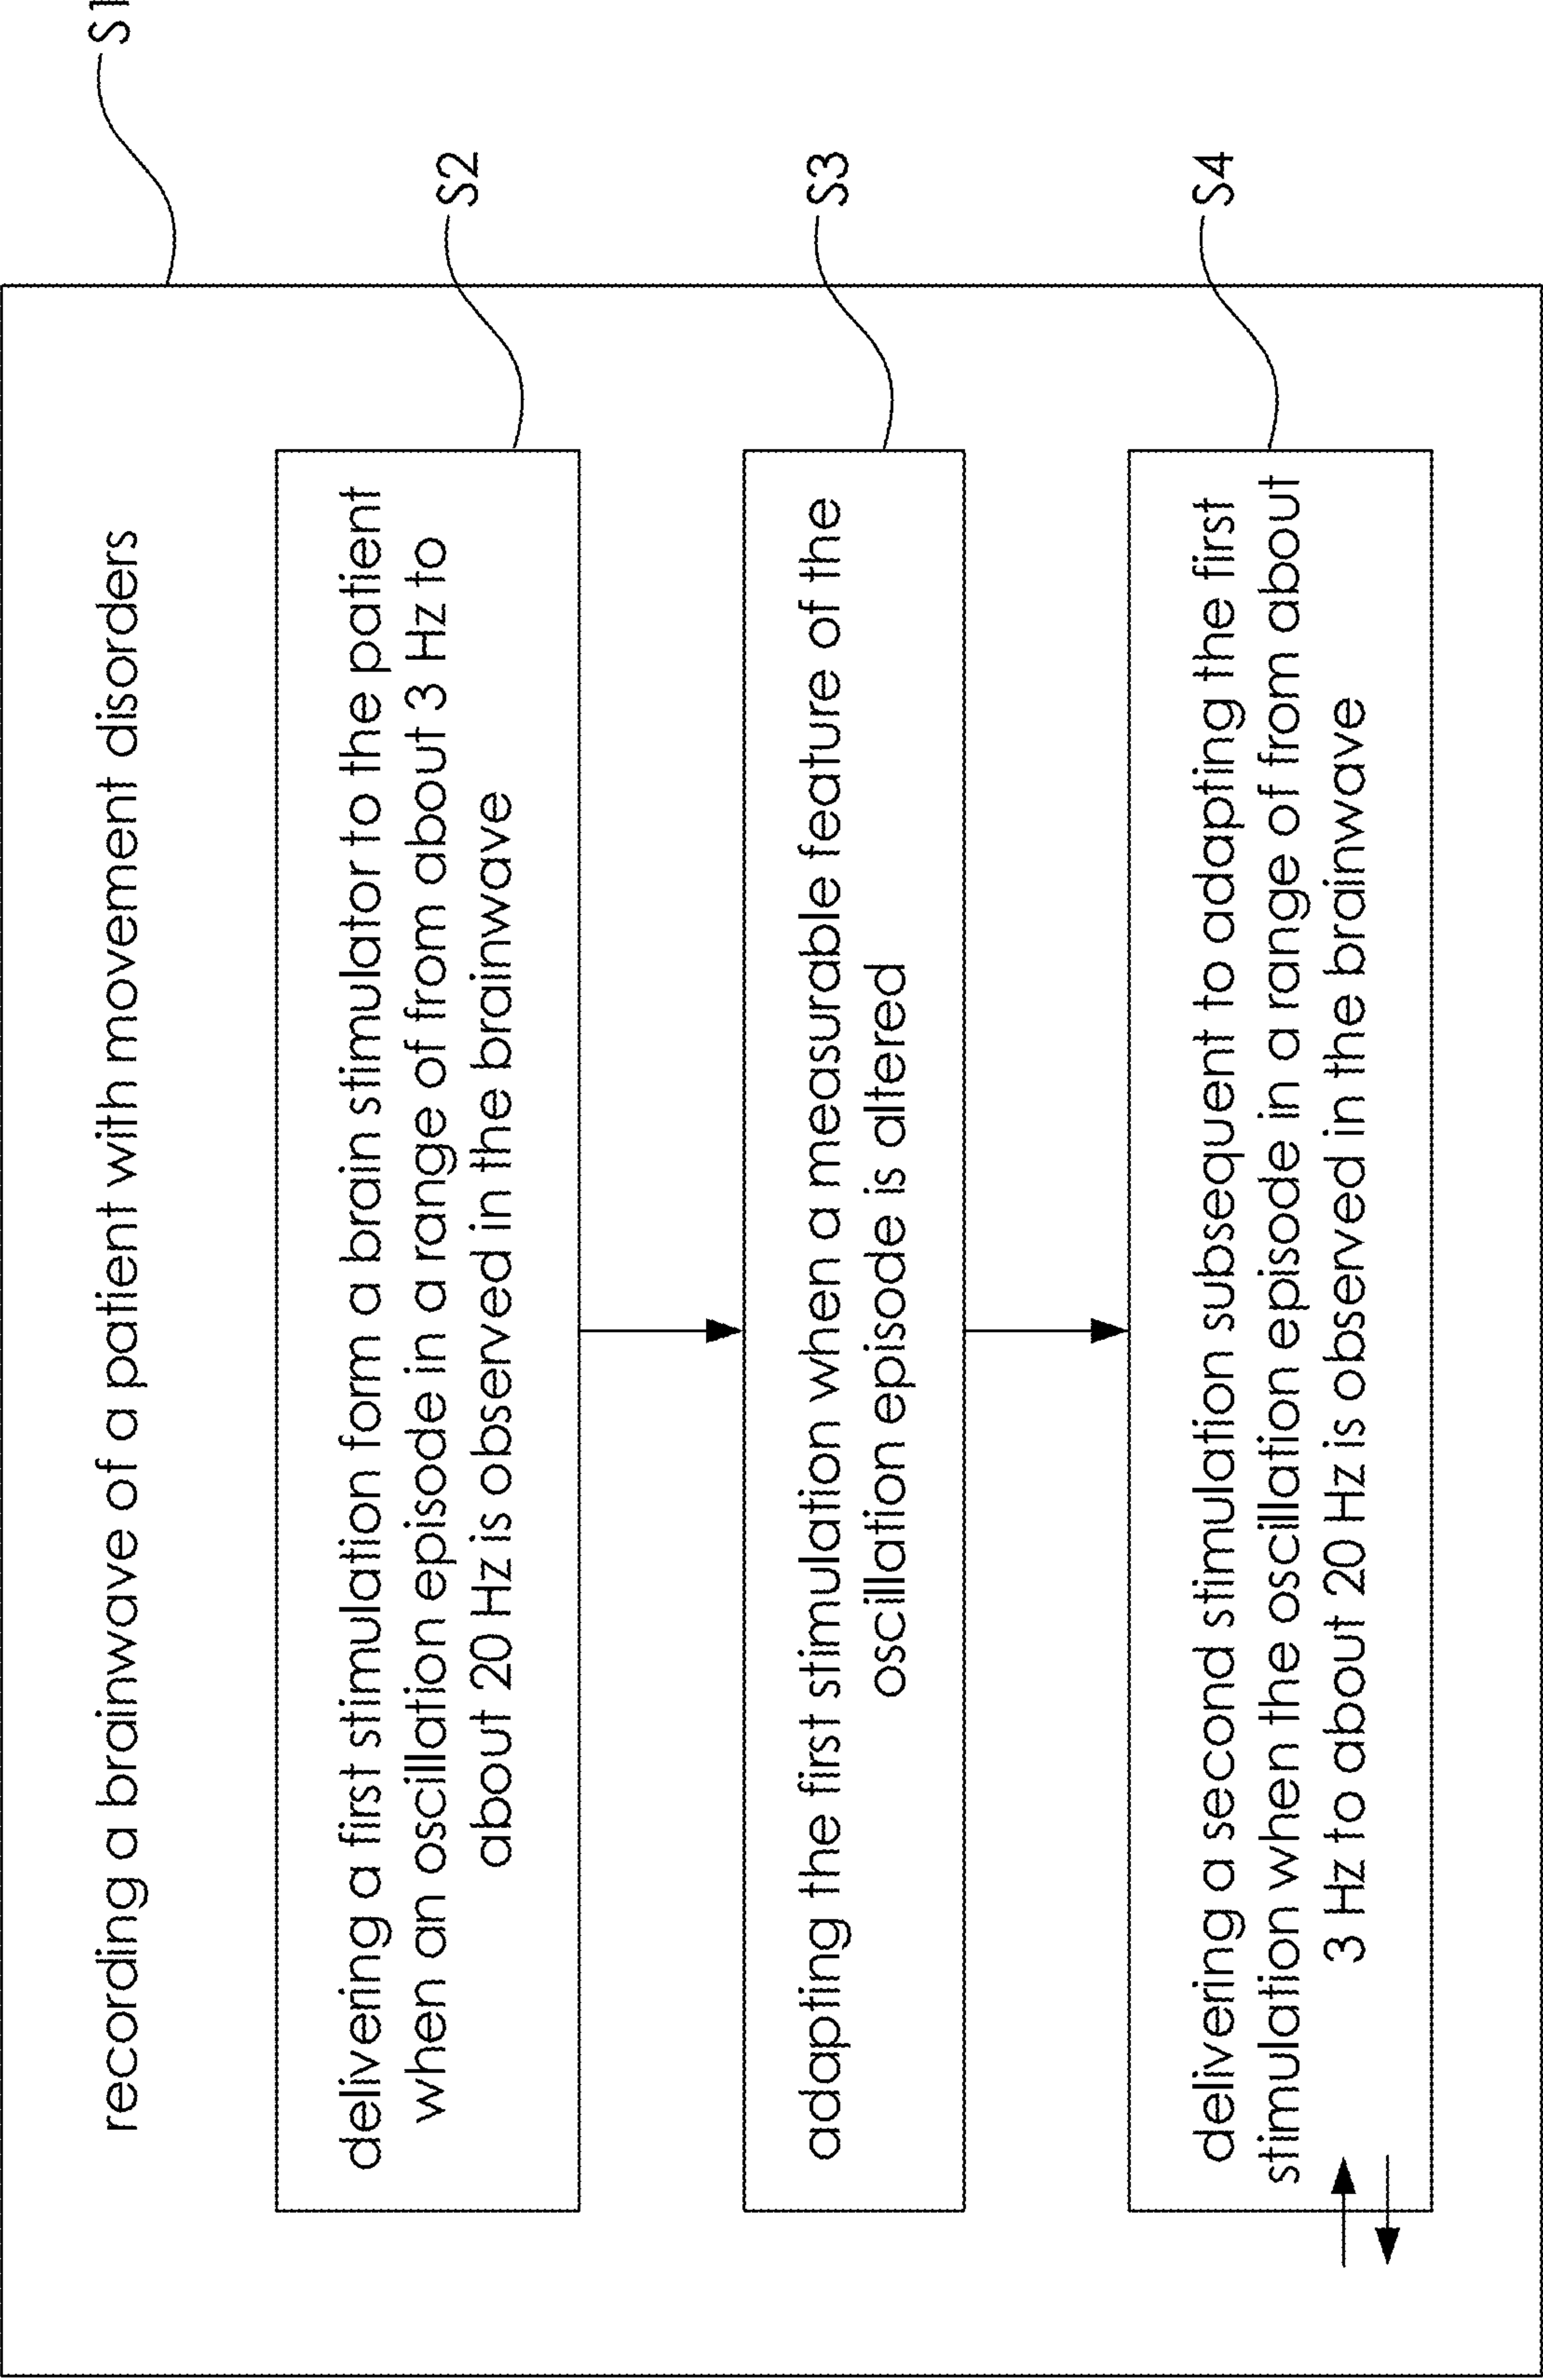 recording a brainwave of a patient with movement disorders
S1
delivering a first stimulation form a brain stimulator to the patient
when an oscillation episode in a range of from about 3 Hz to
about 20 Hz is observed in the brainwave
S2
adapting the first stimulation when a measurable feature of the
oscillation episode is altered
S3
delivering a second stimulation subsequent to adapting the first
stimulation when the oscillation episode in a range of from about
3 Hz to about 20 Hz is observed in the brainwave
S4